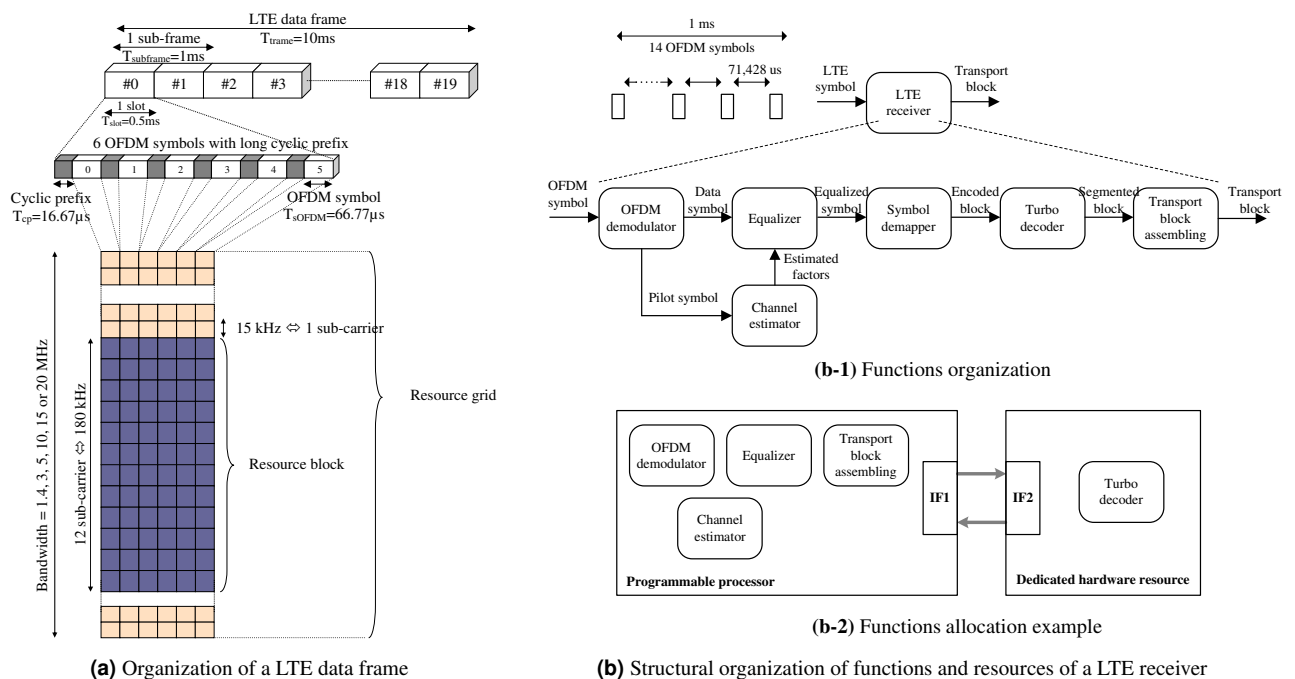 LTE data frame
T_trame=10ms
1 sub-frame
T_subframe=1ms
#0 #1 #2 #3 #18 #19
1 slot
T_slot=0.5ms
6 OFDM symbols with long cyclic prefix
0 1 2 3 4 5
Cyclic prefix
T_cp=16.67µs
OFDM symbol
T_sOFDM=66.77µs
Bandwidth = 1.4, 3, 5, 10, 15 or 20 MHz
12 sub-carrier ⇔ 180 kHz
15 kHz ⇔ 1 sub-carrier
Resource block
Resource grid
(a) Organization of a LTE data frame
1 ms
14 OFDM symbols
71,428 us
LTE
symbol
LTE
receiver
Transport
block
OFDM
symbol
OFDM
demodulator
Data
symbol
Equalizer
Equalized
symbol
Symbol
demapper
Encoded
block
Turbo
decoder
Segmented
block
Transport
block
assembling
Transport
block
Estimated
factors
Pilot symbol
Channel
estimator
(b-1) Functions organization
OFDM
demodulator
Equalizer
Transport
block
assembling
Channel
estimator
IF1
IF2
Turbo
decoder
Programmable processor
Dedicated hardware resource
(b-2) Functions allocation example
(b) Structural organization of functions and resources of a LTE receiver